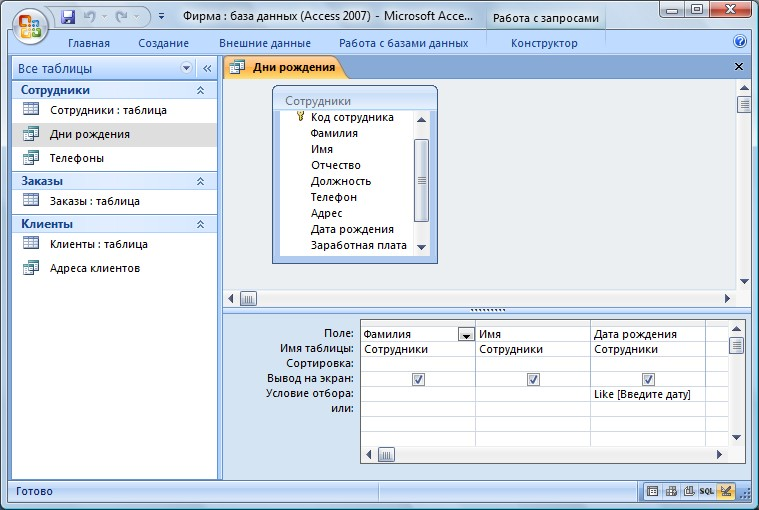 Фирма : база данных (Access 2007) - Microsoft Acce...
Работа с запросами
Главная
Создание
Внешние данные
Работа с базами данных
Конструктор
Все таблицы
Сотрудники
Сотрудники : таблица
Дни рождения
Телефоны
Заказы
Заказы : таблица
Клиенты
Клиенты : таблица
Адреса клиентов
Дни рождения
Сотрудники
Код сотрудника
Фамилия
Имя
Отчество
Должность
Телефон
Адрес
Дата рождения
Заработная плата
Поле: Фамилия Имя Дата рождения
Имя таблицы: Сотрудники Сотрудники Сотрудники
Сортировка:
Вывод на экран:
Условие отбора: Like [Введите дату]
или:
Готово
SQL